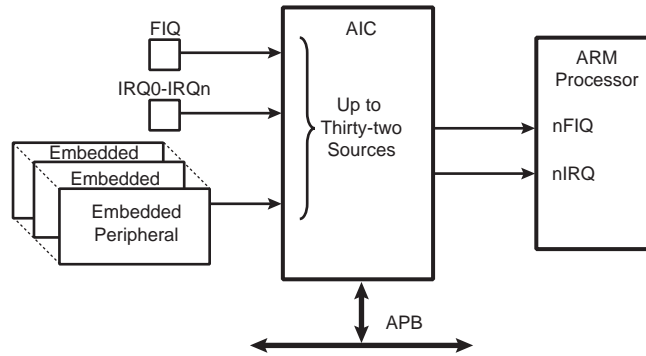 FIQ
IRQ0-IRQn
Embedded
Embedded
Embedded
Peripheral
AIC
Up to
Thirty-two
Sources
ARM
Processor
nFIQ
nIRQ
APB